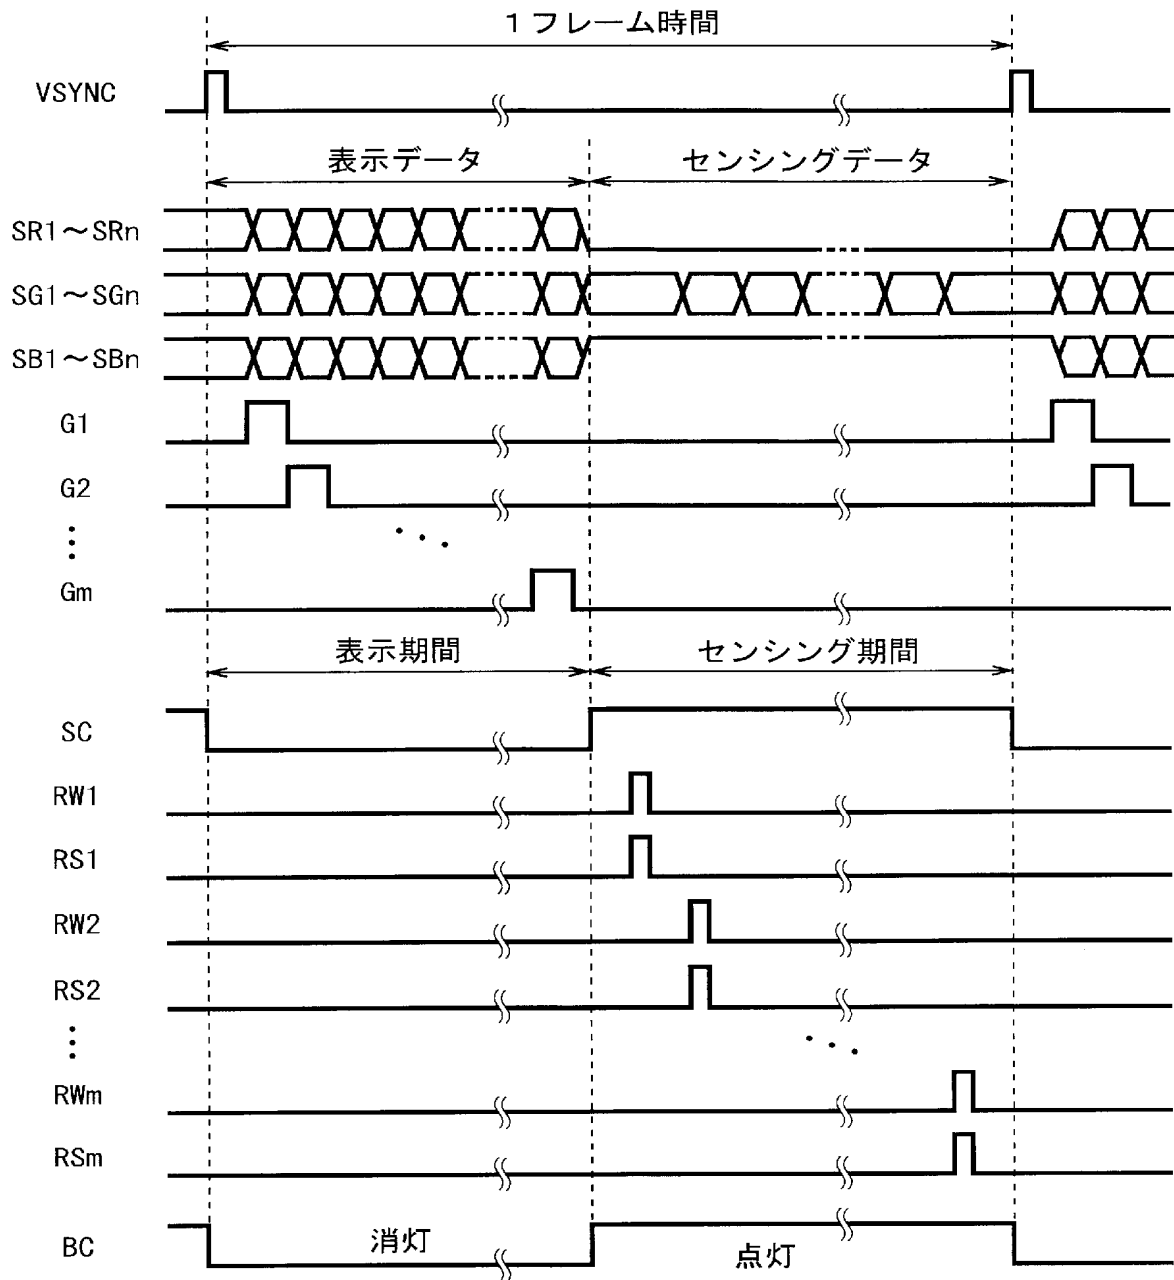 1フレーム時間
VSYNC
表示データ
センシングデータ
SR1〜SRn
SG1〜SGn
SB1〜SBn
G1
G2
Gm
表示期間
センシング期間
SC
RW1
RS1
RW2
RS2
RWm
RSm
BC
消灯
点灯